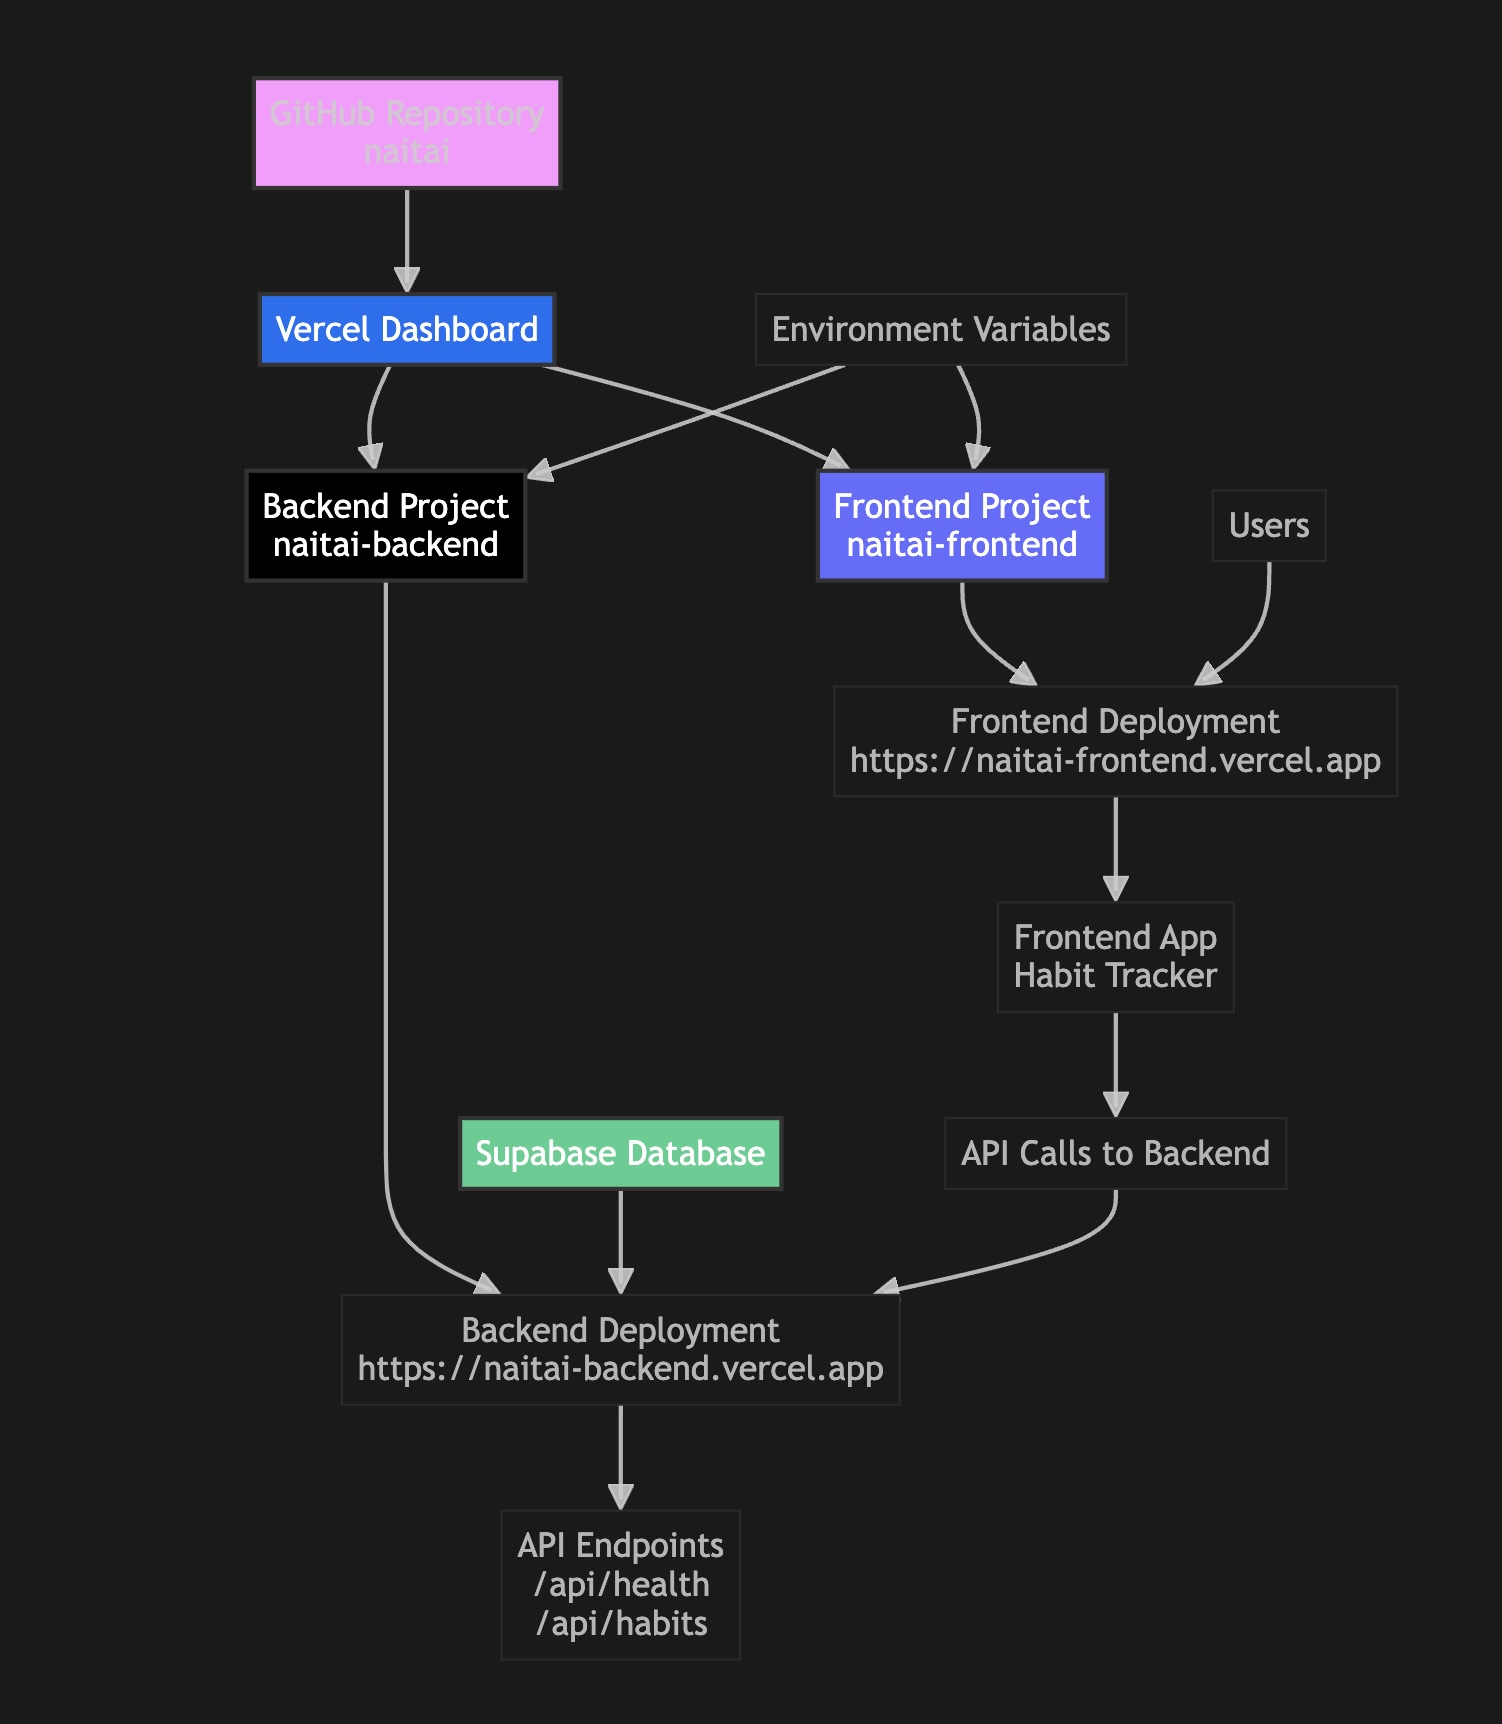 GitHub Repository
naitai
Vercel Dashboard
Environment Variables
Backend Project
naitai-backend
Frontend Project
naitai-frontend
Users
Frontend Deployment
https://naitai-frontend.vercel.app
Frontend App
Habit Tracker
Supabase Database
API Calls to Backend
Backend Deployment
https://naitai-backend.vercel.app
API Endpoints
/api/health
/api/habits